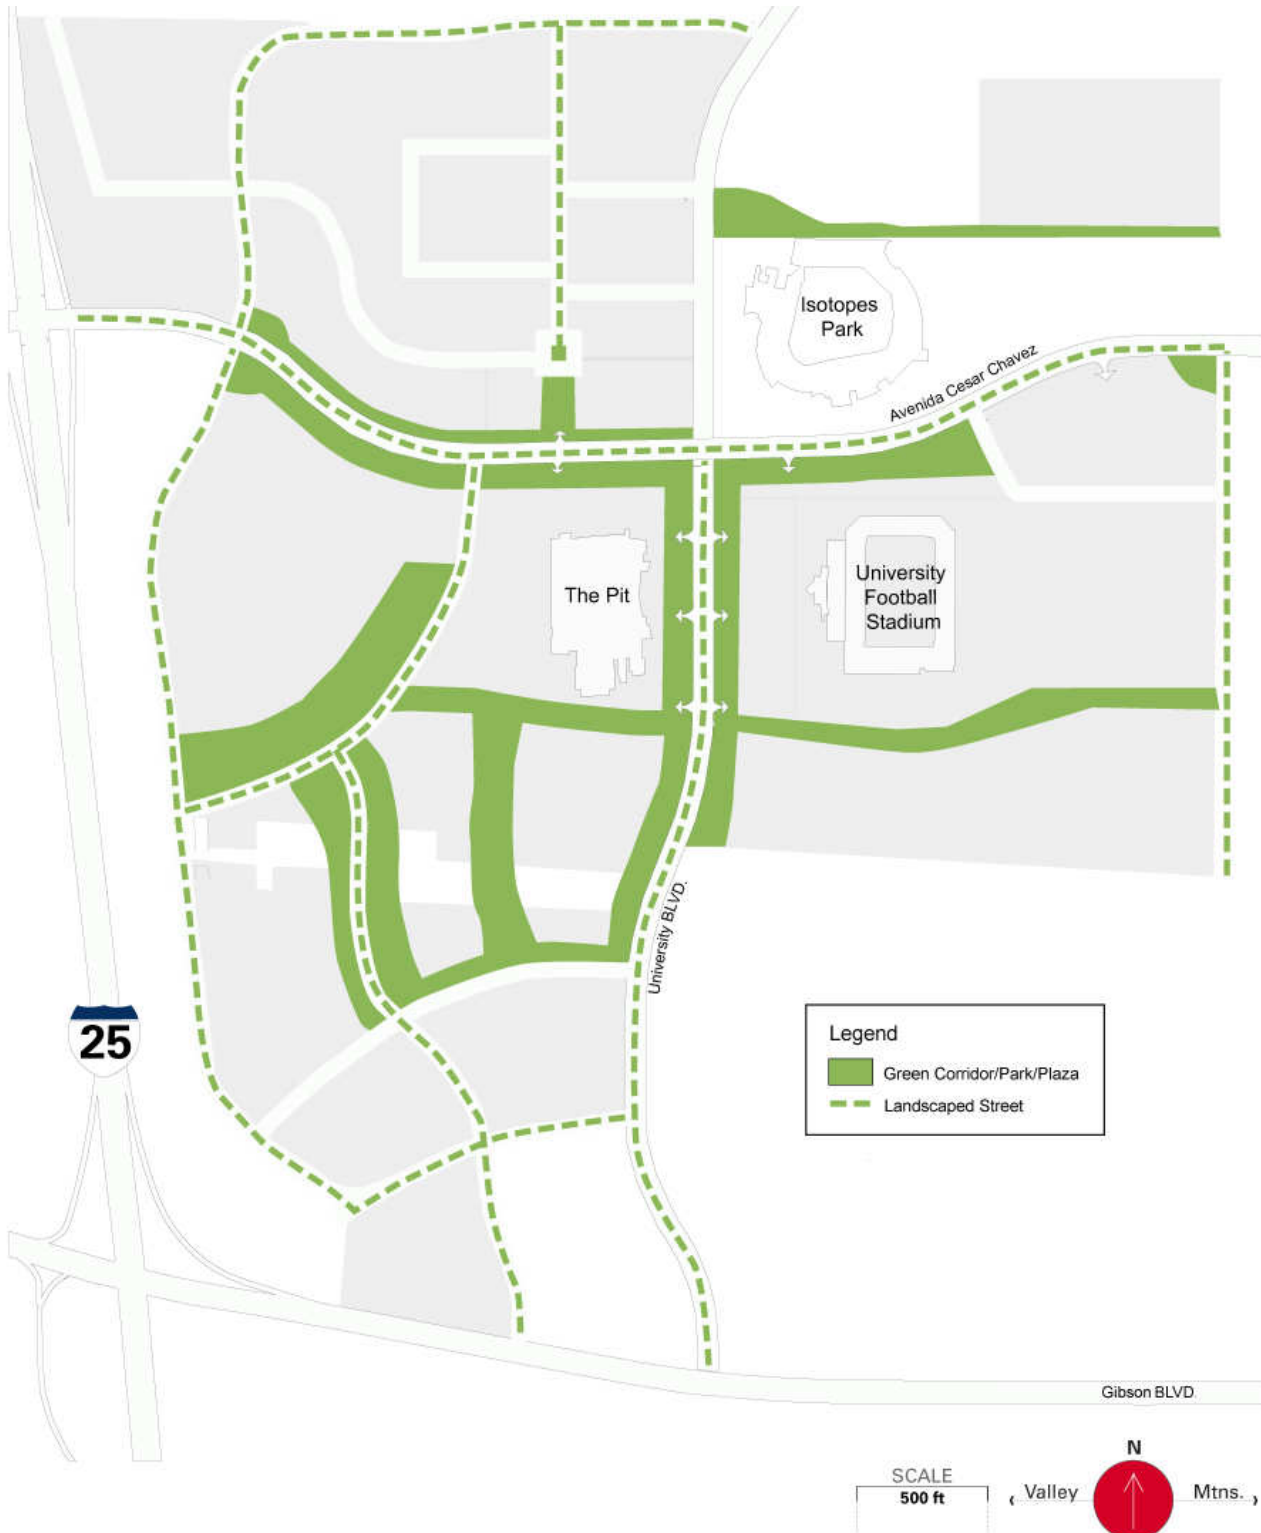 Isotopes
Park
Avenida Cesar Chavez
The Pit
University
Football
Stadium
University BLVD.
25
Legend
Green Corridor/Park/Plaza
Landscaped Street
Gibson BLVD.
N
SCALE
500 ft
Valley
Mtns.